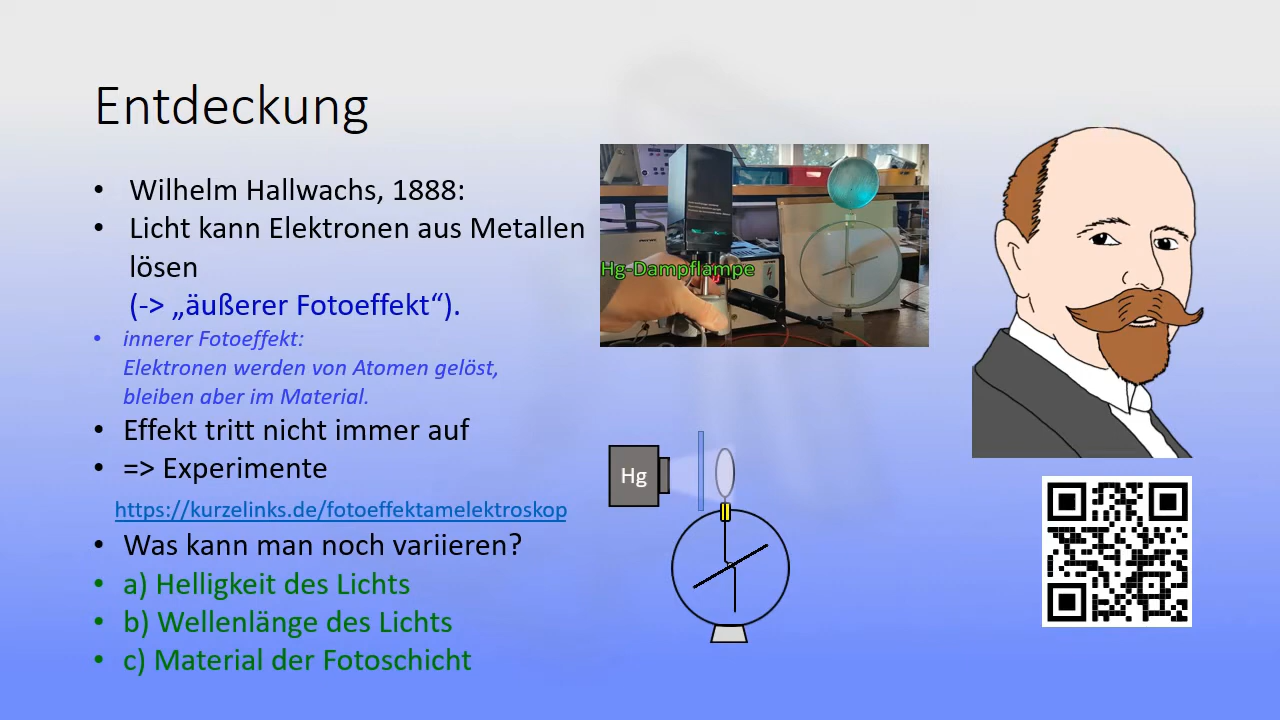 Entdeckung
• Wilhelm Hallwachs, 1888:
• Licht kann Elektronen aus Metallen
lösen
(-> „äußerer Fotoeffekt“).
• innerer Fotoeffekt:
Elektronen werden von Atomen gelöst,
bleiben aber im Material.
• Effekt tritt nicht immer auf
• => Experimente
https://kurzelinks.de/fotoeffektamelektroskop
• Was kann man noch variieren?
• a) Helligkeit des Lichts
• b) Wellenlänge des Lichts
• c) Material der Fotoschicht
Hg-Dampflampe
Hg